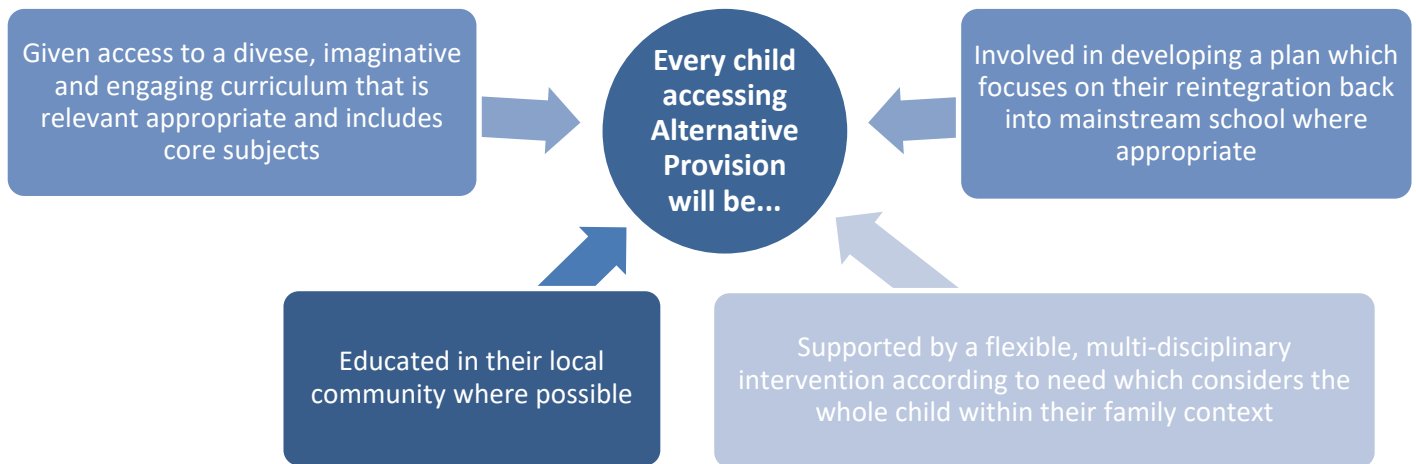 Given access to a divese, imaginative
and engaging curriculum that is
relevant appropriate and includes
core subjects
Every child
accessing
Alternative
Provision
will be...
Involved in developing a plan which
focuses on their reintegration back
into mainstream school where
appropriate
Educated in their local
community where possible
Supported by a flexible, multi-disciplinary
intervention according to need which considers the
whole child within their family context